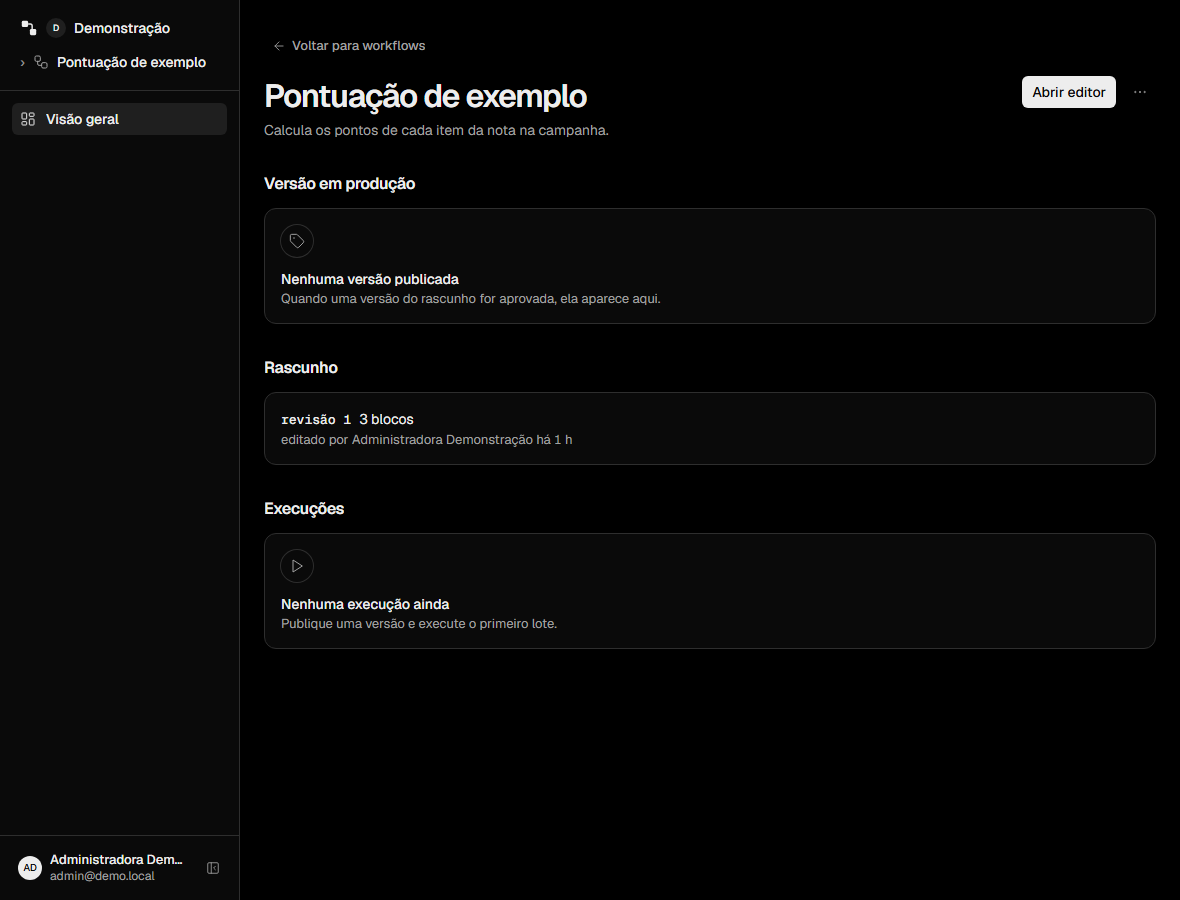 D Demonstração
Pontuação de exemplo
Visão geral
Voltar para workflows
Pontuação de exemplo
Abrir editor
Calcula os pontos de cada item da nota na campanha.
Versão em produção
Nenhuma versão publicada
Quando uma versão do rascunho for aprovada, ela aparece aqui.
Rascunho
revisão 1 3 blocos
editado por Administradora Demonstração há 1 h
Execuções
Nenhuma execução ainda
Publique uma versão e execute o primeiro lote.
AD
Administradora Dem...
admin@demo.local